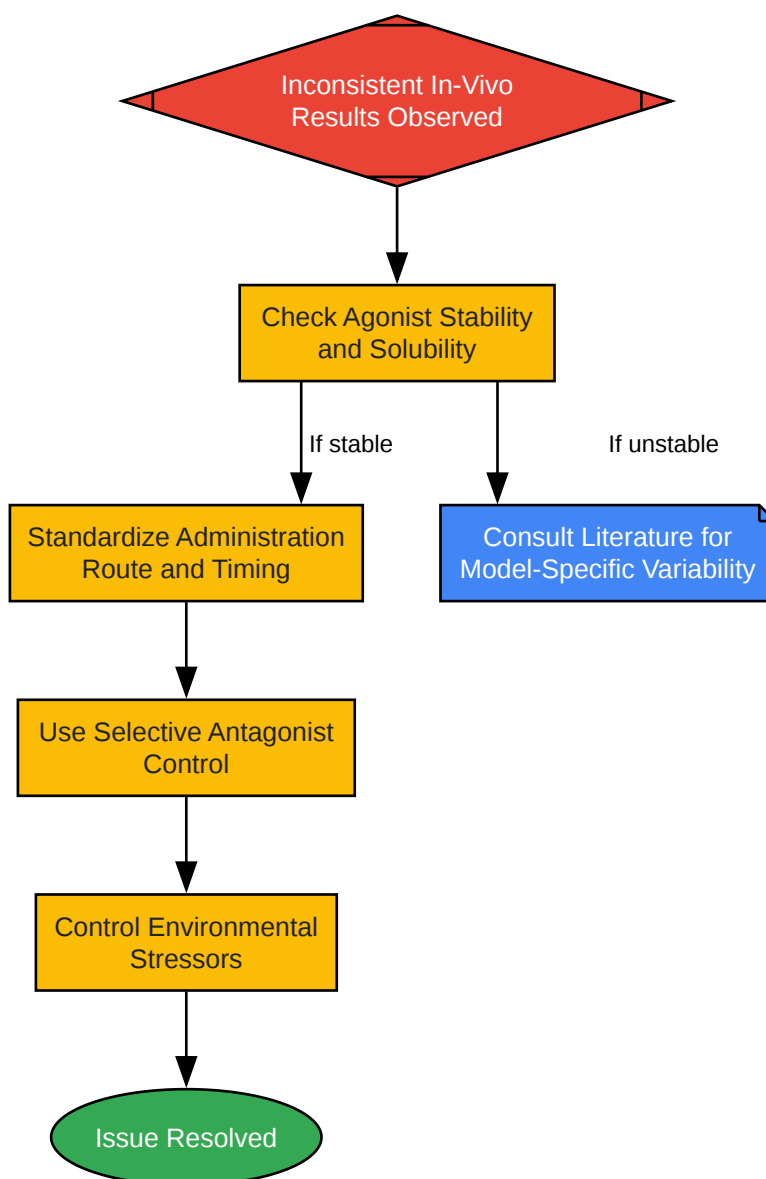 Inconsistent In-Vivo
Results Observed
Check Agonist Stability
and Solubility
If stable
If unstable
Standardize Administration
Route and Timing
Consult Literature for
Model-Specific Variability
Use Selective Antagonist
Control
Control Environmental
Stressors
Issue Resolved